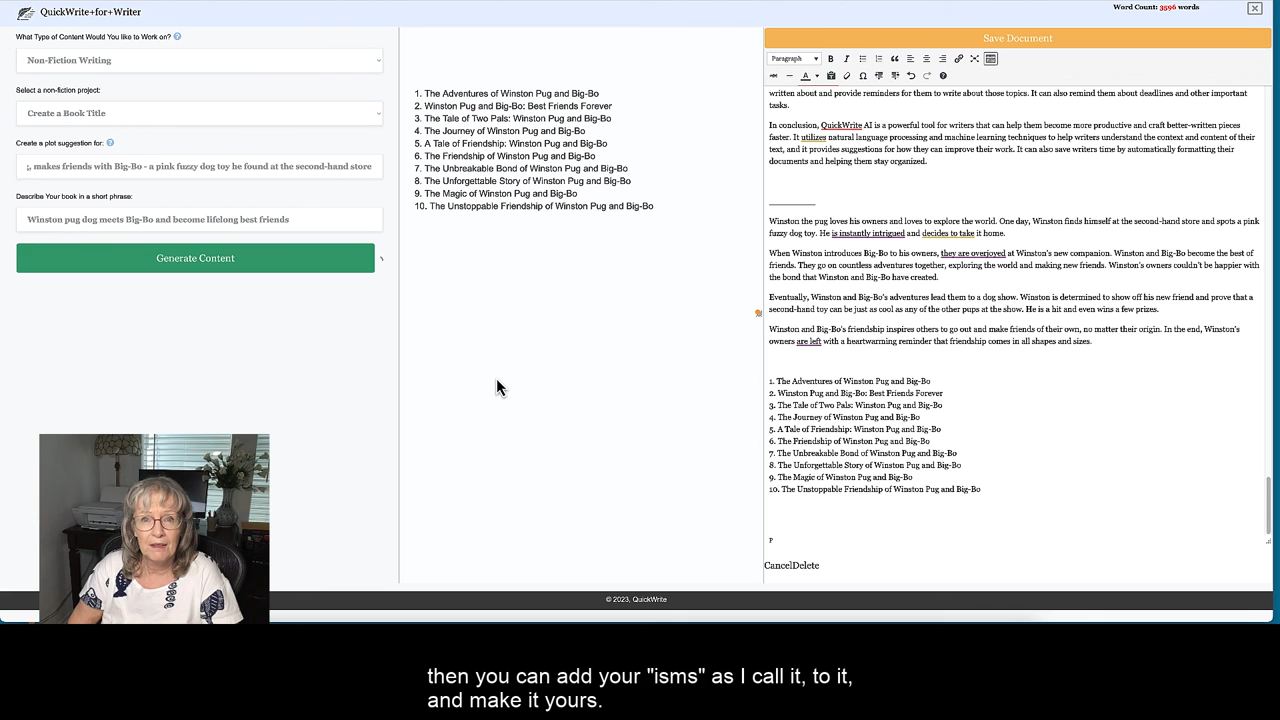 QuickWrite+for+Writer
Word Count: 3596 words
What Type of Content Would You like to Work on?
Non-Fiction Writing
Select a non-fiction project:
Create a Book Title
Create a plot suggestion for:
makes friends with Big-Bo - a pink fuzzy dog toy be found at the second-hand store
Describe Your book in a short phrase:
Winston pug dog meets Big-Bo and become lifelong best friends
Generate Content
1. The Adventures of Winston Pug and Big-Bo
2. Winston Pug and Big-Bo: Best Friends Forever
3. The Tale of Two Pals: Winston Pug and Big-Bo
4. The Journey of Winston Pug and Big-Bo
5. A Tale of Friendship: Winston Pug and Big-Bo
6. The Friendship of Winston Pug and Big-Bo
7. The Unbreakable Bond of Winston Pug and Big-Bo
8. The Unforgettable Story of Winston Pug and Big-Bo
9. The Magic of Winston Pug and Big-Bo
10. The Unstoppable Friendship of Winston Pug and Big-Bo
Save Document
Paragraph
written about and provide reminders for them to write about those topics. It can also remind them about deadlines and other important
tasks.
In conclusion, QuickWrite AI is a powerful tool for writers that can help them become more productive and craft better-written pieces
faster. It utilizes natural language processing and machine learning techniques to help writers understand the context and content of their
text, and it provides suggestions for how they can improve their work. It can also save writers time by automatically formatting their
documents and helping them stay organized.
Winston the pug loves his owners and loves to explore the world. One day, Winston finds himself at the second-hand store and spots a pink
fuzzy dog toy. He is instantly intrigued and decides to take it home.
When Winston introduces Big-Bo to his owners, they are overjoyed at Winston's new companion. Winston and Big-Bo become the best of
friends. They go on countless adventures together, exploring the world and making new friends. Winston's owners couldn't be happier with
the bond that Winston and Big-Bo have created.
Eventually, Winston and Big-Bo's adventures lead them to a dog show. Winston is determined to show off his new friend and prove that a
second-hand toy can be just as cool as any of the other pups at the show. He is a hit and even wins a few prizes.
Winston and Big-Bo's friendship inspires others to go out and make friends of their own, no matter their origin. In the end, Winston's
owners are left with a heartwarming reminder that friendship comes in all shapes and sizes.
1. The Adventures of Winston Pug and Big-Bo
2. Winston Pug and Big-Bo: Best Friends Forever
3. The Tale of Two Pals: Winston Pug and Big-Bo
4. The Journey of Winston Pug and Big-Bo
5. A Tale of Friendship: Winston Pug and Big-Bo
6. The Friendship of Winston Pug and Big-Bo
7. The Unbreakable Bond of Winston Pug and Big-Bo
8. The Unforgettable Story of Winston Pug and Big-Bo
9. The Magic of Winston Pug and Big-Bo
10. The Unstoppable Friendship of Winston Pug and Big-Bo
P
CancelDelete
© 2023, QuickWrite
then you can add your "isms" as I call it, to it,
and make it yours.